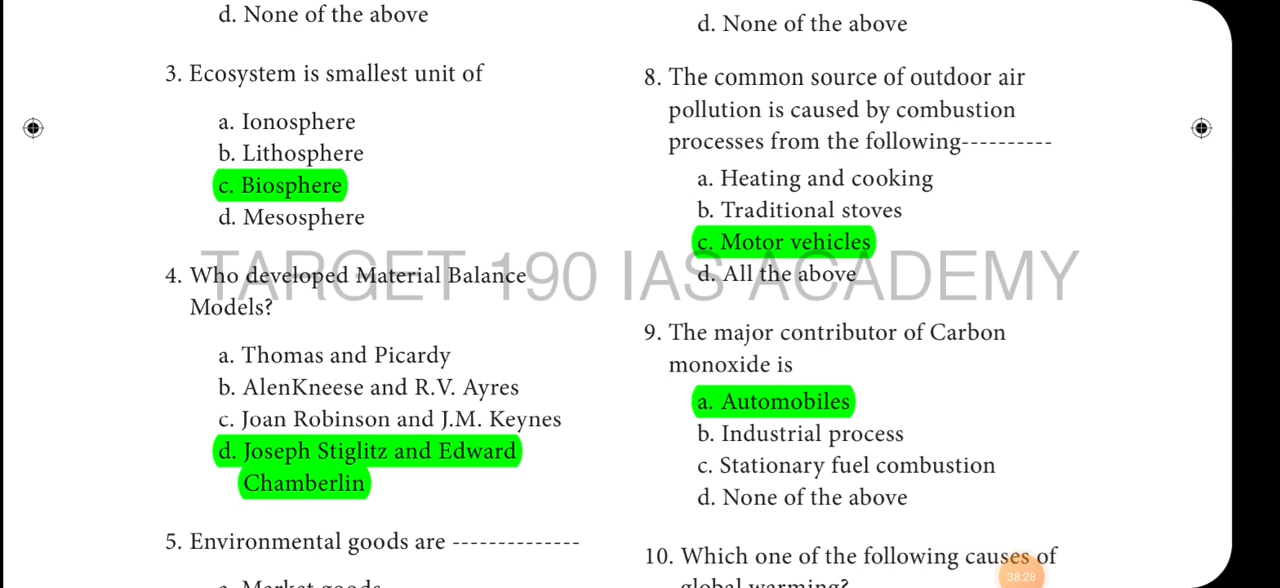 d. None of the above
3. Ecosystem is smallest unit of
a. Ionosphere
b. Lithosphere
c. Biosphere
d. Mesosphere
4. Who developed Material Balance
Models?
a. Thomas and Picardy
b. AlenKneese and R.V. Ayres
c. Joan Robinson and J.M. Keynes
d. Joseph Stiglitz and Edward
Chamberlin
5. Environmental goods are --------------
a. Market goods
d. None of the above
8. The common source of outdoor air
pollution is caused by combustion
processes from the following----------
a. Heating and cooking
b. Traditional stoves
c. Motor vehicles
d. All the above
9. The major contributor of Carbon
monoxide is
a. Automobiles
b. Industrial process
c. Stationary fuel combustion
d. None of the above
10. Which one of the following causes of
global warming?
TARGET 190 IAS ACADEMY
38:28